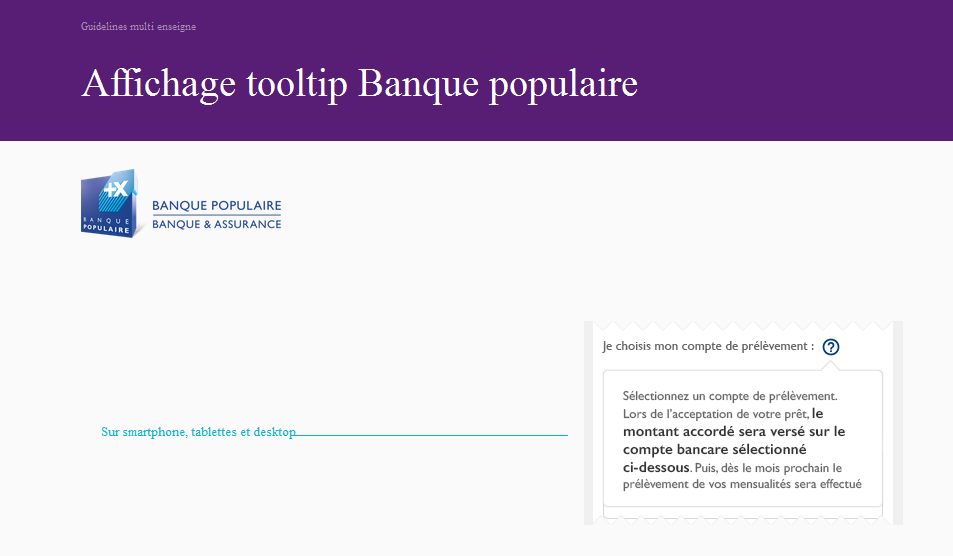 Guidelines multi enseigne
Affichage tooltip Banque populaire
+X
BANQUE
POPULAIRE
BANQUE POPULAIRE
BANQUE & ASSURANCE
Je choisis mon compte de prélèvement :
?
Sélectionnez un compte de prélèvement.
Lors de l'acceptation de votre prêt, le
montant accordé sera versé sur le
compte bancare sélectionné
ci-dessous. Puis, dès le mois prochain le
prélèvement de vos mensualités sera effectué
Sur smartphone, tablettes et desktop